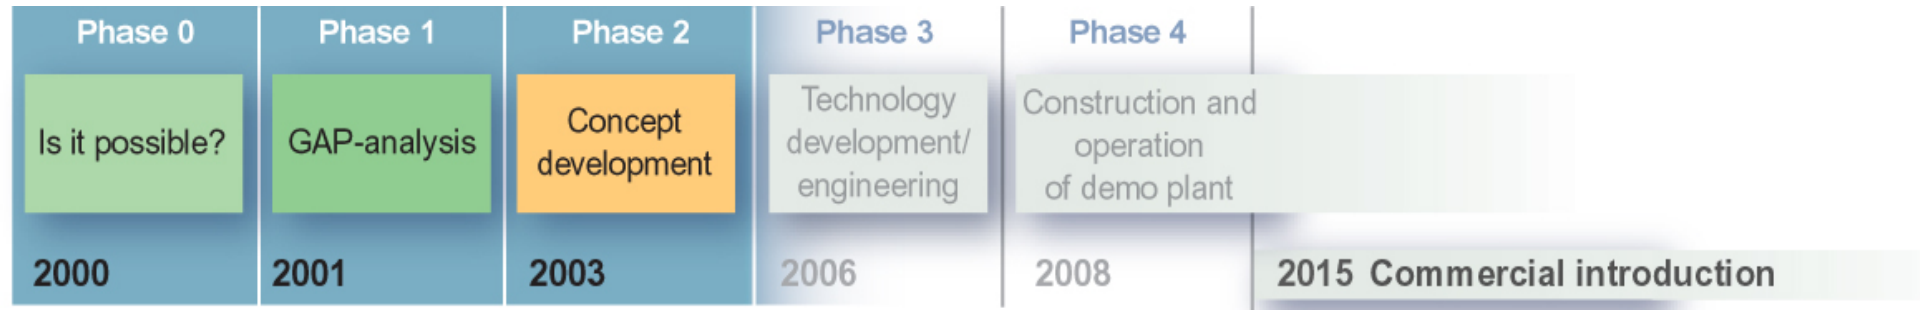 Phase 0
Phase 1
Phase 2
Phase 3
Phase 4
Is it possible?
GAP-analysis
Concept
development
Technology
development/
engineering
Construction and
operation
of demo plant
2000
2001
2003
2006
2008
2015 Commercial introduction